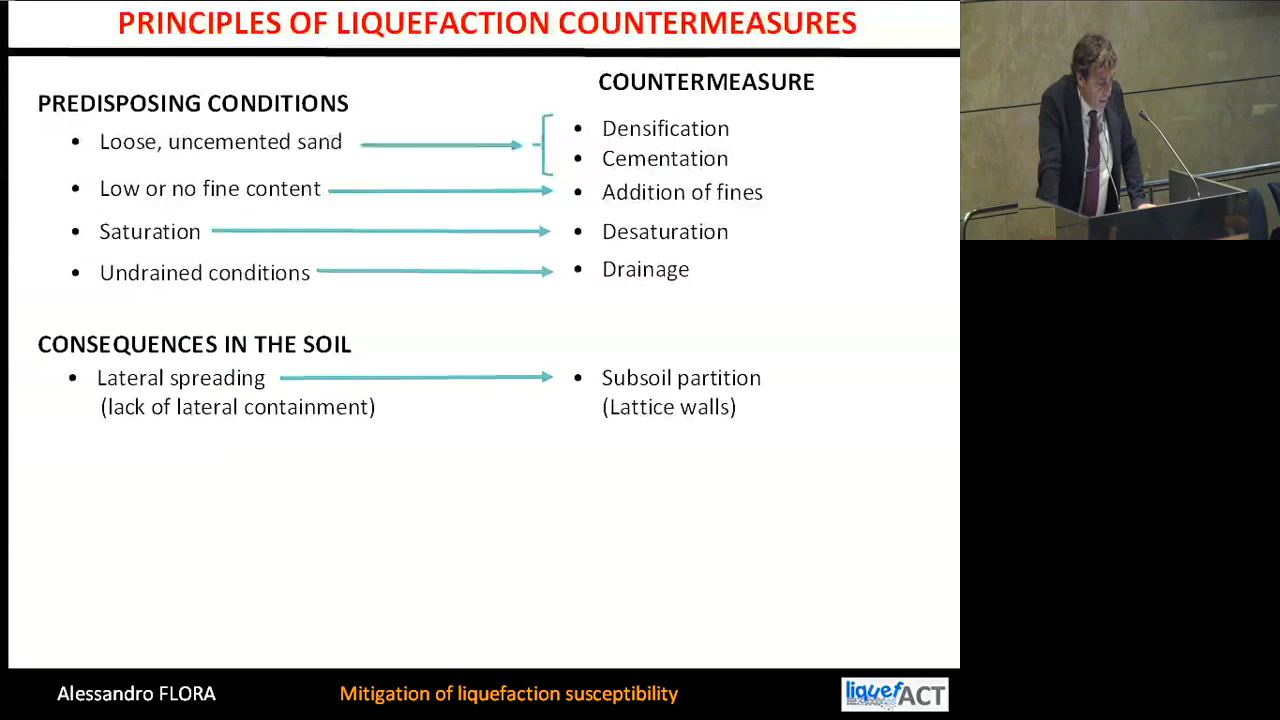 PRINCIPLES OF LIQUEFACTION COUNTERMEASURES
COUNTERMEASURE
PREDISPOSING CONDITIONS
• Loose, uncemented sand
• Densification
• Cementation
• Low or no fine content
• Addition of fines
• Saturation
• Desaturation
• Undrained conditions
• Drainage
CONSEQUENCES IN THE SOIL
• Lateral spreading
(lack of lateral containment)
• Subsoil partition
(Lattice walls)
Alessandro FLORA
Mitigation of liquefaction susceptibility
liquefACT